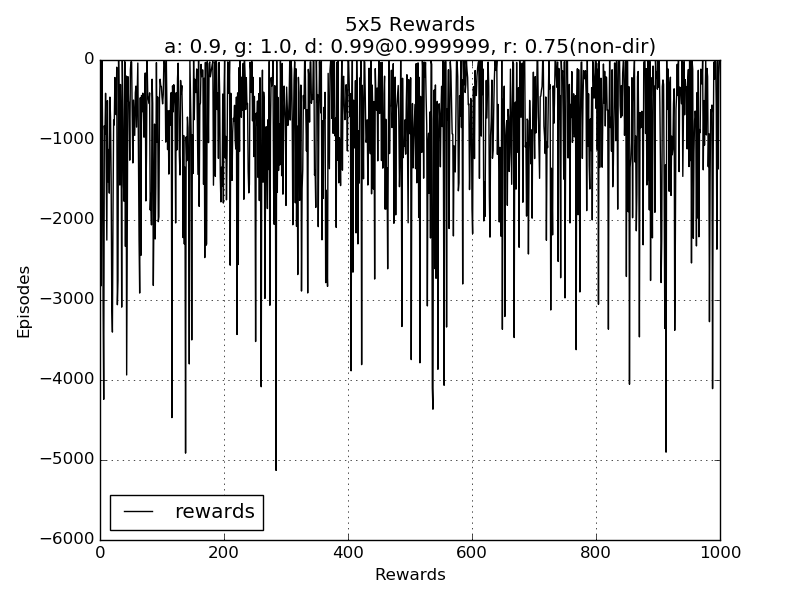 5x5 Rewards
a: 0.9, g: 1.0, d: 0.99@0.999999, r: 0.75(non-dir)
0
−1000
−2000
−3000
−4000
−5000
−6000
Episodes
rewards
0 200 400 600 800 1000
Rewards